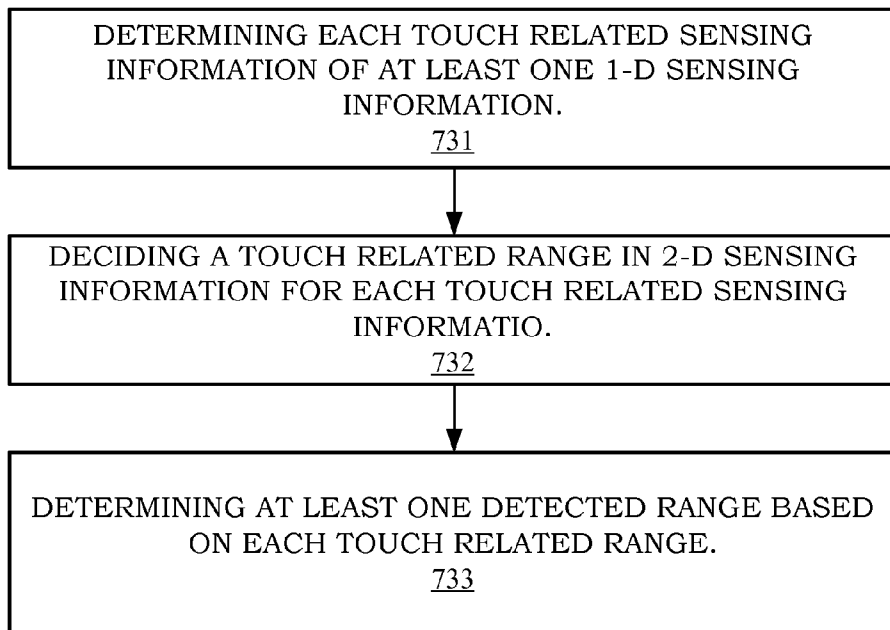 DETERMINING EACH TOUCH RELATED SENSING
INFORMATION OF AT LEAST ONE 1-D SENSING
INFORMATION.
731
DECIDING A TOUCH RELATED RANGE IN 2-D SENSING
INFORMATION FOR EACH TOUCH RELATED SENSING
INFORMATIO.
732
DETERMINING AT LEAST ONE DETECTED RANGE BASED
ON EACH TOUCH RELATED RANGE.
733